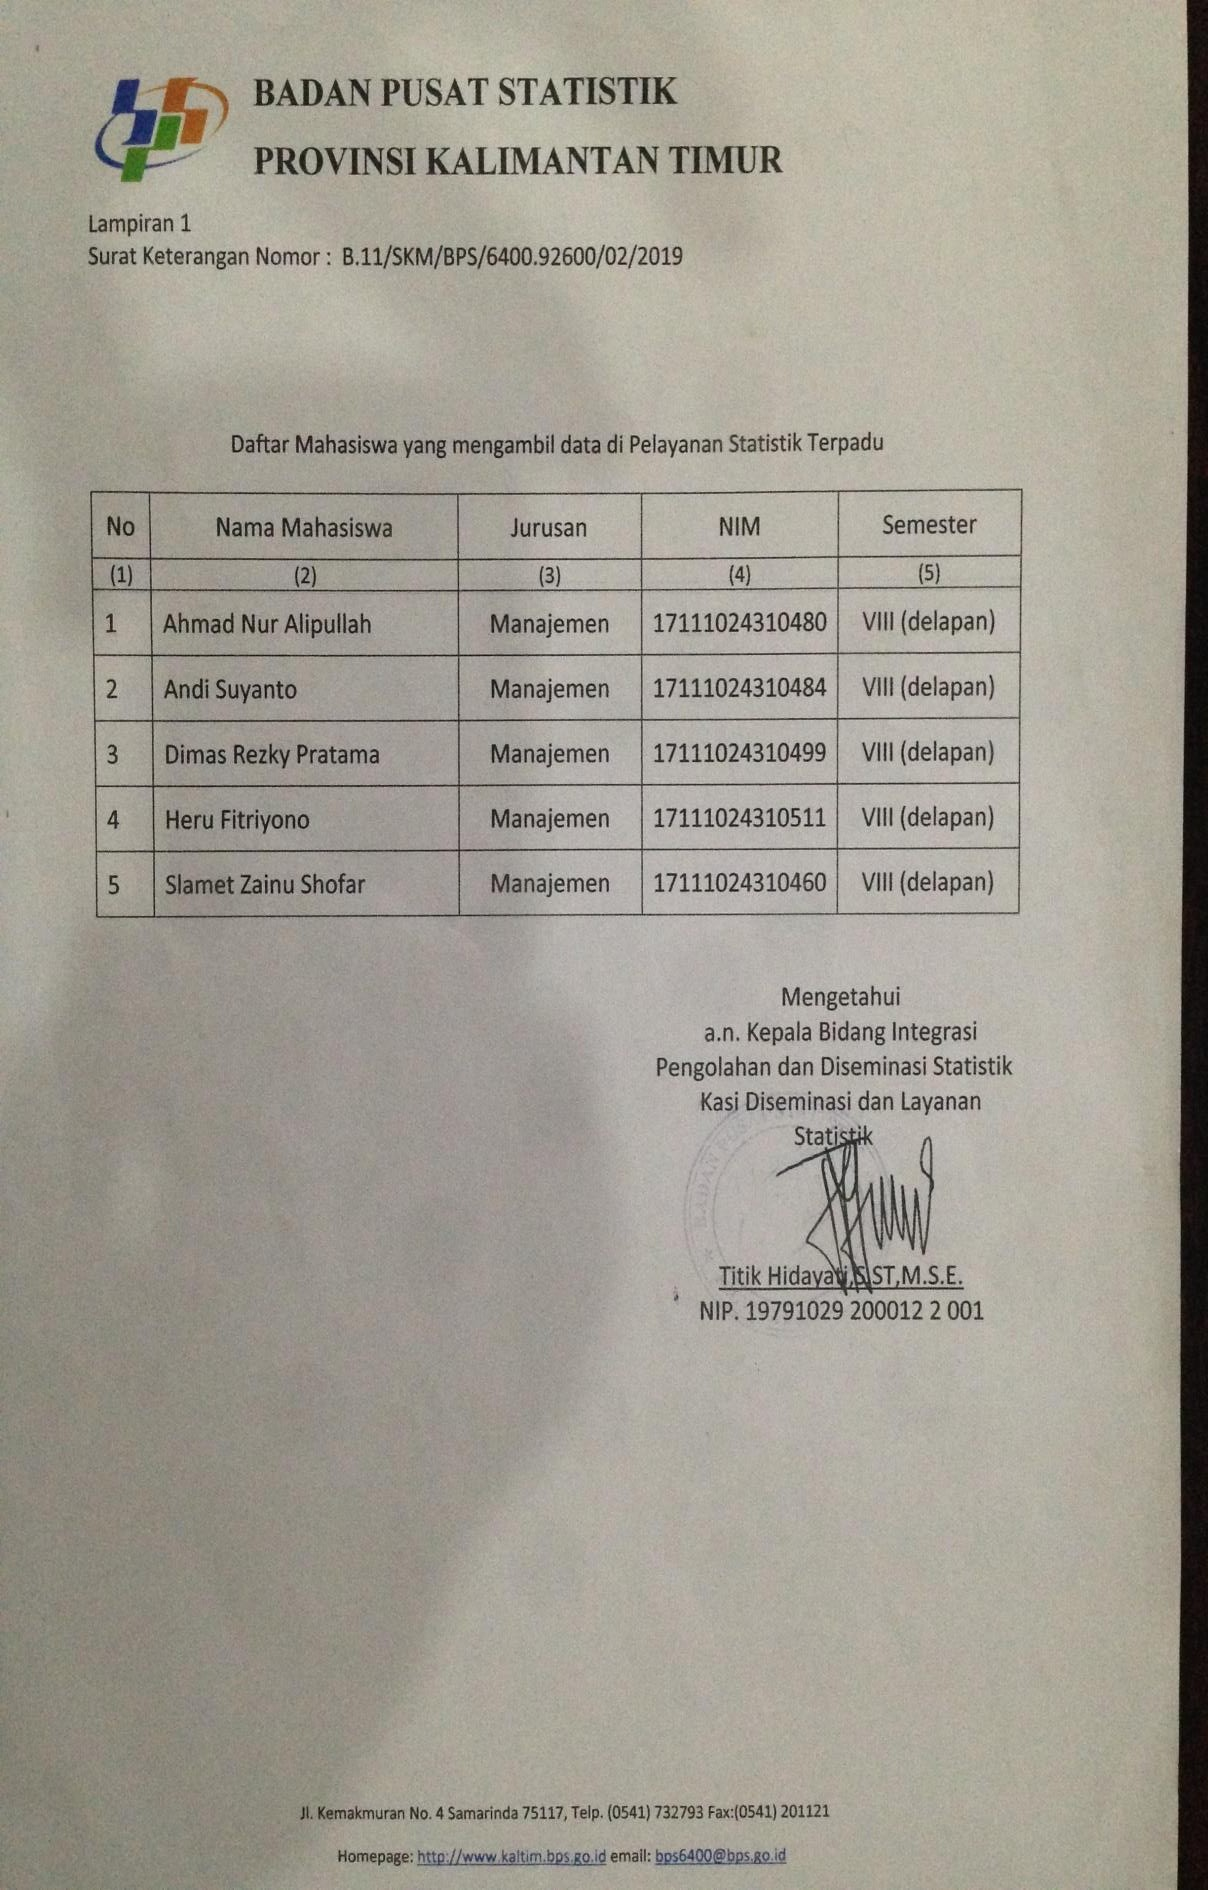 BADAN PUSAT STATISTIK
PROVINSI KALIMANTAN TIMUR
Lampiran 1
Surat Keterangan Nomor : B.11/SKM/BPS/6400.92600/02/2019
Daftar Mahasiswa yang mengambil data di Pelayanan Statistik Terpadu
No Nama Mahasiswa Jurusan NIM Semester
(1) (2) (3) (4) (5)
1 Ahmad Nur Alipullah Manajemen 17111024310480 VIII (delapan)
2 Andi Suyanto Manajemen 17111024310484 VIII (delapan)
3 Dimas Rezky Pratama Manajemen 17111024310499 VIII (delapan)
4 Heru Fitriyono Manajemen 17111024310511 VIII (delapan)
5 Slamet Zainu Shofar Manajemen 17111024310460 VIII (delapan)
Mengetahui
a.n. Kepala Bidang Integrasi
Pengolahan dan Diseminasi Statistik
Kasi Diseminasi dan Layanan
Statistik
Titik Hidayati,S.ST,M.S.E.
NIP. 19791029 200012 2 001
Jl. Kemakmuran No. 4 Samarinda 75117, Telp. (0541) 732793 Fax:(0541) 201121
Homepage: http://www.kaltim.bps.go.id email: bps6400@bps.go.id